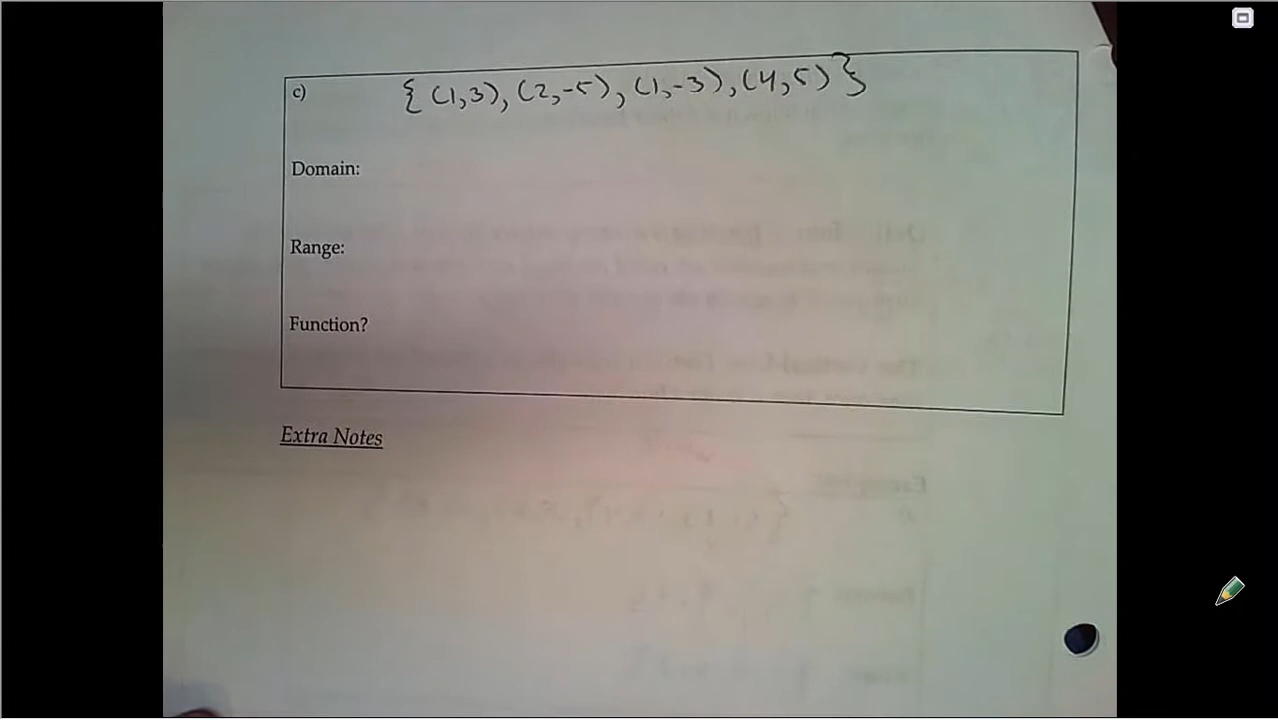 c) { (1,3), (2,-5), (1,-3), (4,5) }
Domain:
Range:
Function?
Extra Notes